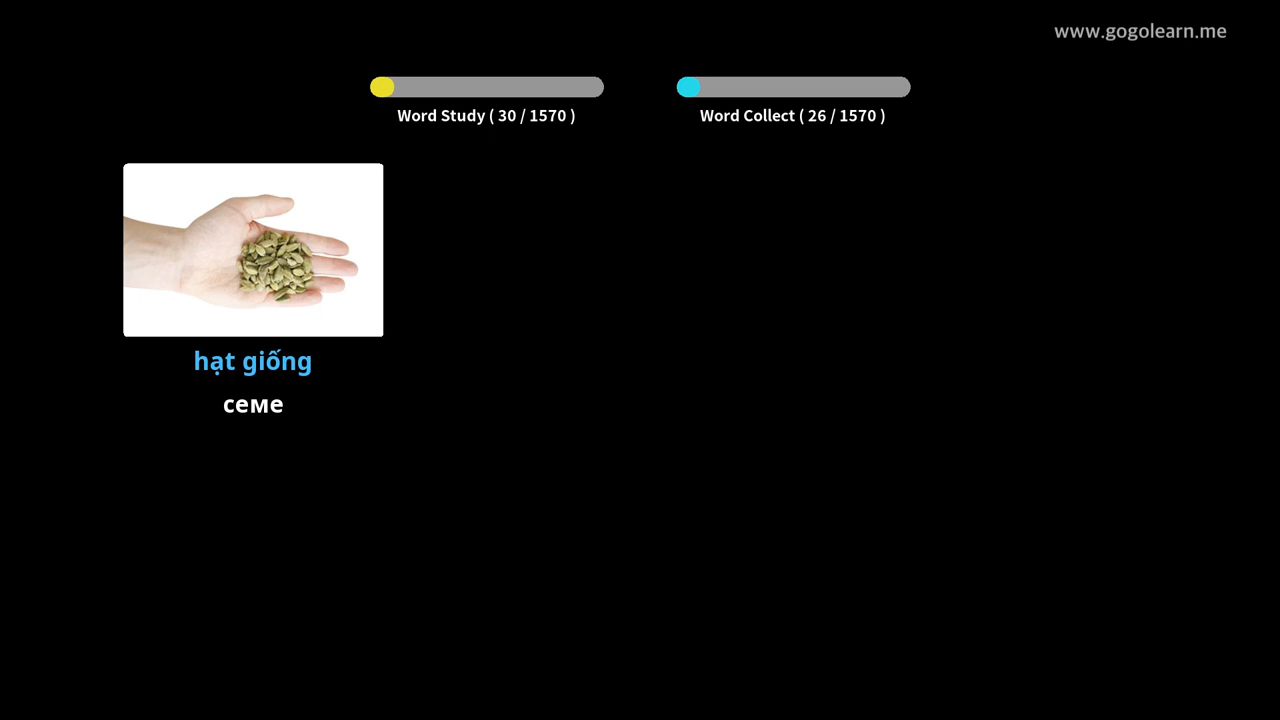 www.gogolearn.me
Word Study ( 30 / 1570 )
Word Collect ( 26 / 1570 )
hạt giống
семе